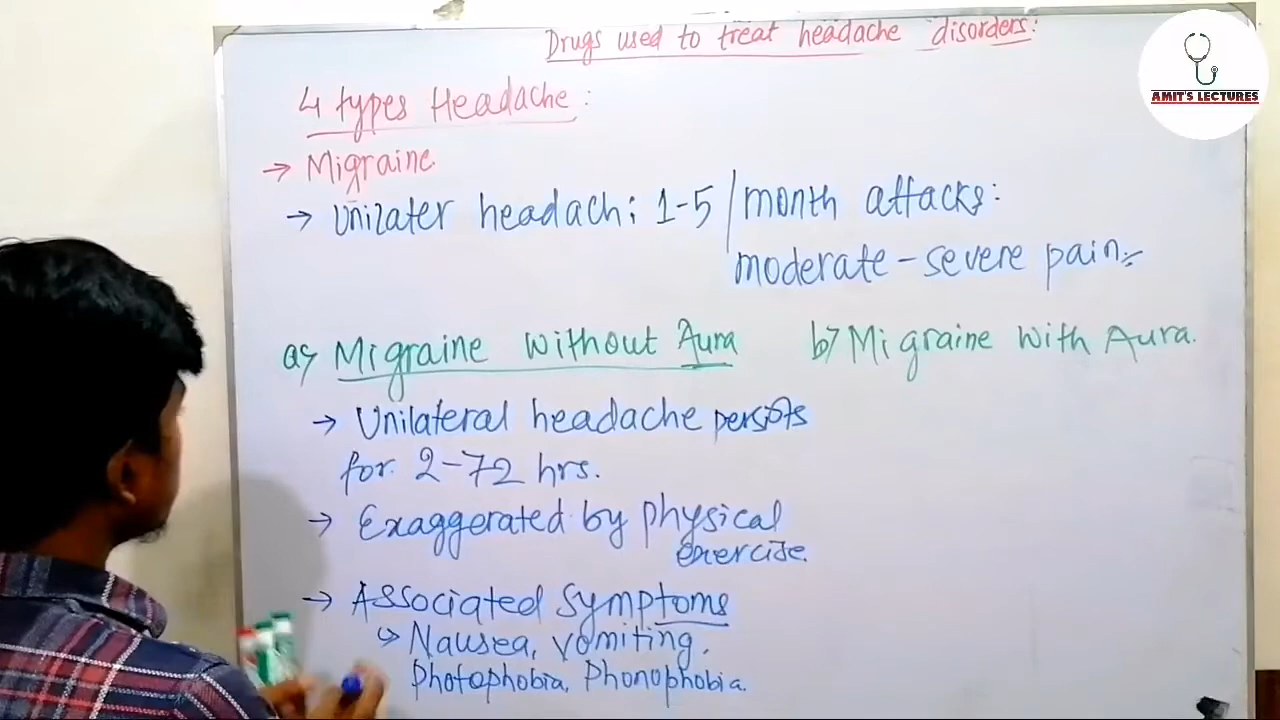 Drugs used to treat headache disorders:
AMIT'S LECTURES
4 types Headache:
→ Migraine
→ Unilater headach: 1-5 / month attacks:
moderate - severe pain
a) Migraine without Aura b) Migraine with Aura.
→ Unilateral headache persists
for 2-72 hrs.
→ Exaggerated by physical
exercise.
→ Associated Symptoms
↳ Nausea, vomiting,
Photophobia, Phonophobia.